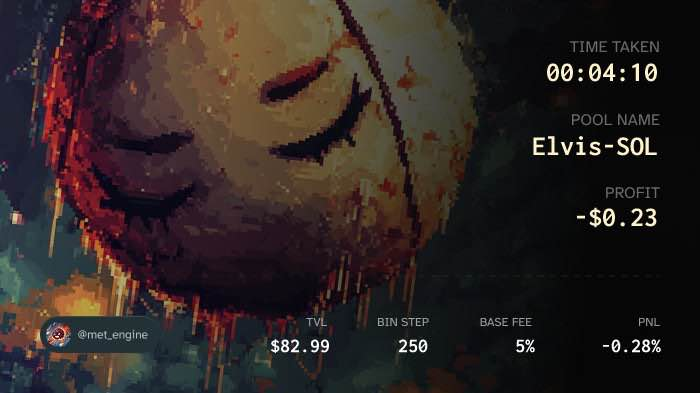 TIME TAKEN
00:04:10
POOL NAME
Elvis-SOL
PROFIT
-$0.23
@met_engine
TVL
$82.99
BIN STEP
250
BASE FEE
5%
PNL
-0.28%